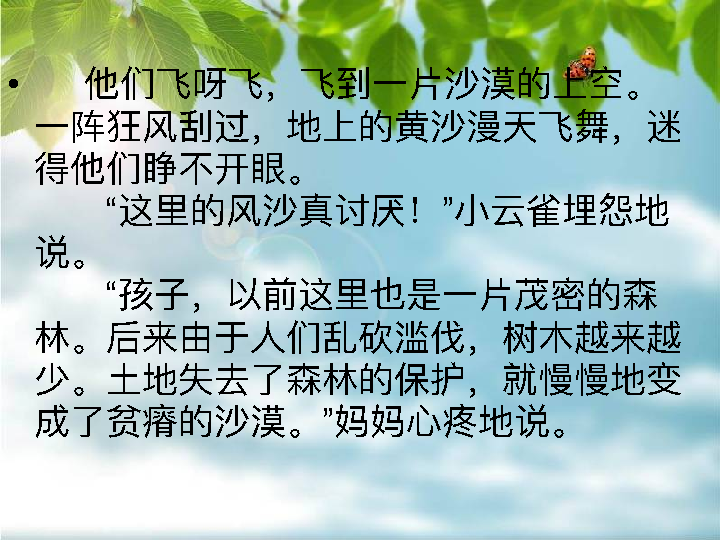 • 他们飞呀飞，飞到一片沙漠的上空。
一阵狂风刮过，地上的黄沙漫天飞舞，迷
得他们睁不开眼。
“这里的风沙真讨厌！”小云雀埋怨地
说。
“孩子，以前这里也是一片茂密的森
林。后来由于人们乱砍滥伐，树木越来越
少。土地失去了森林的保护，就慢慢地变
成了贫瘠的沙漠。”妈妈心疼地说。